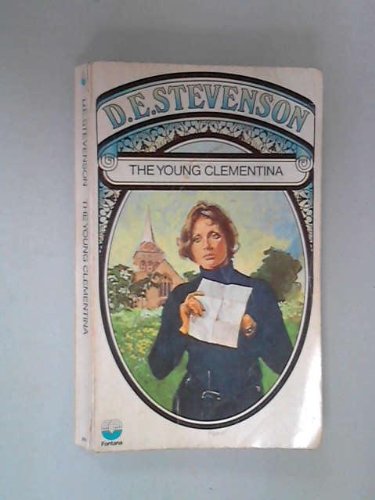 D.E.STEVENSON
THE YOUNG CLEMENTINA
D.E. STEVENSON THE YOUNG CLEMENTINA
Fontana